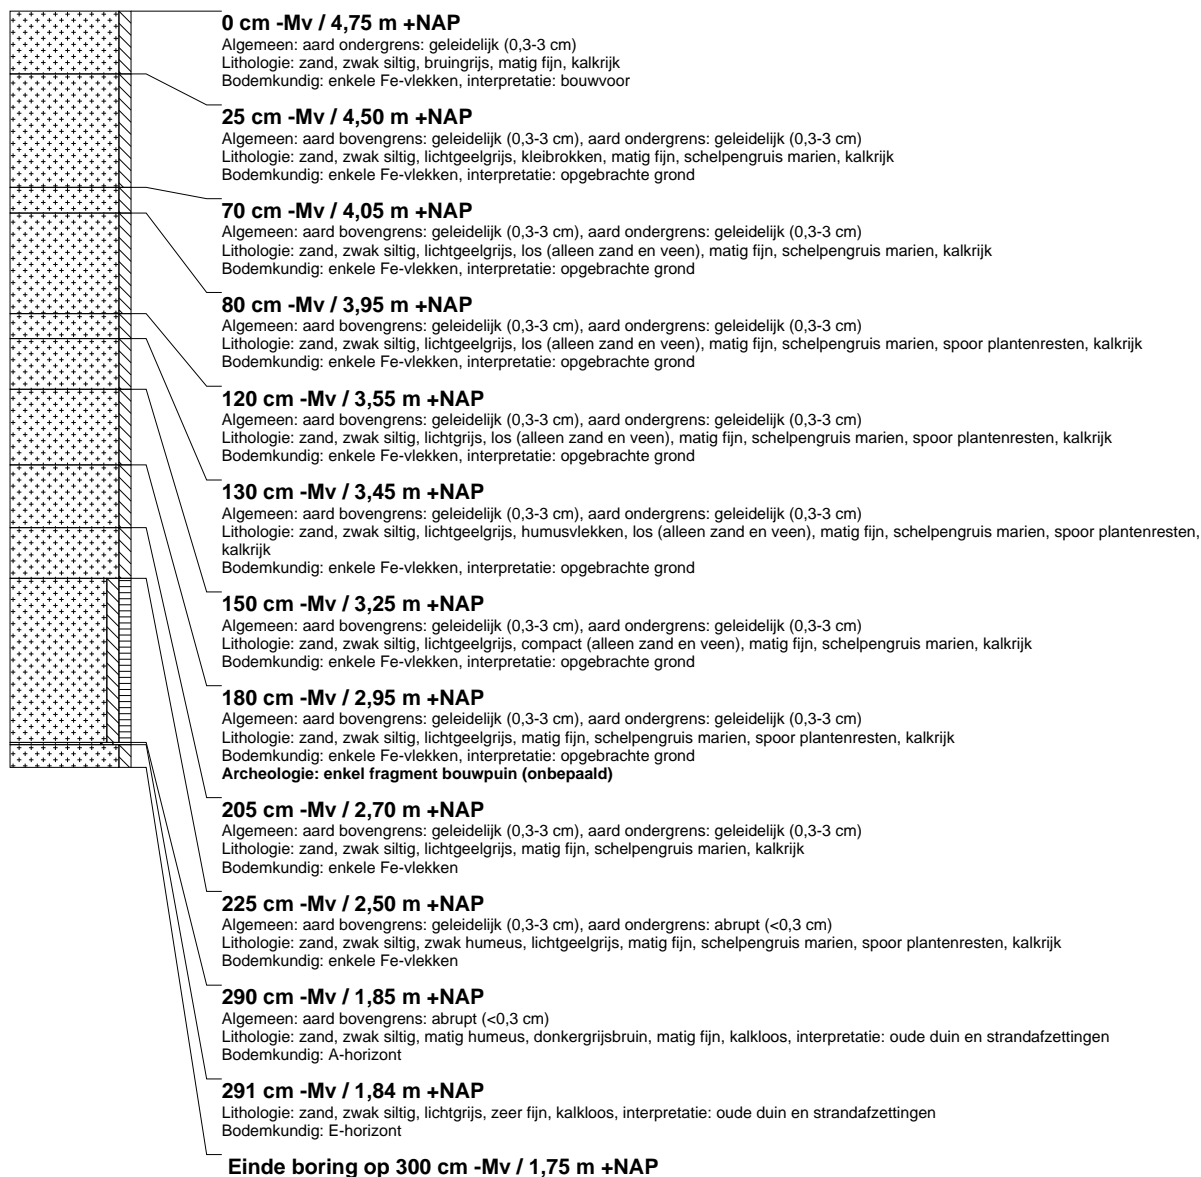 0 cm -Mv / 4,75 m +NAP
Algemeen: aard ondergrens: geleidelijk (0,3-3 cm)
Lithologie: zand, zwak siltig, bruingrijs, matig fijn, kalkrijk
Bodemkundig: enkele Fe-vlekken, interpretatie: bouwvoor
25 cm -Mv / 4,50 m +NAP
Algemeen: aard bovengrens: geleidelijk (0,3-3 cm), aard ondergrens: geleidelijk (0,3-3 cm)
Lithologie: zand, zwak siltig, lichtgeelgrijs, kleibrokken, matig fijn, schelpengruis marien, kalkrijk
Bodemkundig: enkele Fe-vlekken, interpretatie: opgebrachte grond
70 cm -Mv / 4,05 m +NAP
Algemeen: aard bovengrens: geleidelijk (0,3-3 cm), aard ondergrens: geleidelijk (0,3-3 cm)
Lithologie: zand, zwak siltig, lichtgeelgrijs, los (alleen zand en veen), matig fijn, schelpengruis marien, kalkrijk
Bodemkundig: enkele Fe-vlekken, interpretatie: opgebrachte grond
80 cm -Mv / 3,95 m +NAP
Algemeen: aard bovengrens: geleidelijk (0,3-3 cm), aard ondergrens: geleidelijk (0,3-3 cm)
Lithologie: zand, zwak siltig, lichtgeelgrijs, los (alleen zand en veen), matig fijn, schelpengruis marien, spoor plantenresten, kalkrijk
Bodemkundig: enkele Fe-vlekken, interpretatie: opgebrachte grond
120 cm -Mv / 3,55 m +NAP
Algemeen: aard bovengrens: geleidelijk (0,3-3 cm), aard ondergrens: geleidelijk (0,3-3 cm)
Lithologie: zand, zwak siltig, lichtgrijs, los (alleen zand en veen), matig fijn, schelpengruis marien, spoor plantenresten, kalkrijk
Bodemkundig: enkele Fe-vlekken, interpretatie: opgebrachte grond
130 cm -Mv / 3,45 m +NAP
Algemeen: aard bovengrens: geleidelijk (0,3-3 cm), aard ondergrens: geleidelijk (0,3-3 cm)
Lithologie: zand, zwak siltig, lichtgeelgrijs, humusvlekken, los (alleen zand en veen), matig fijn, schelpengruis marien, spoor plantenresten,
kalkrijk
Bodemkundig: enkele Fe-vlekken, interpretatie: opgebrachte grond
150 cm -Mv / 3,25 m +NAP
Algemeen: aard bovengrens: geleidelijk (0,3-3 cm), aard ondergrens: geleidelijk (0,3-3 cm)
Lithologie: zand, zwak siltig, lichtgeelgrijs, compact (alleen zand en veen), matig fijn, schelpengruis marien, kalkrijk
Bodemkundig: enkele Fe-vlekken, interpretatie: opgebrachte grond
180 cm -Mv / 2,95 m +NAP
Algemeen: aard bovengrens: geleidelijk (0,3-3 cm), aard ondergrens: geleidelijk (0,3-3 cm)
Lithologie: zand, zwak siltig, lichtgeelgrijs, matig fijn, schelpengruis marien, spoor plantenresten, kalkrijk
Bodemkundig: enkele Fe-vlekken, interpretatie: opgebrachte grond
Archeologie: enkel fragment bouwpuin (onbepaald)
205 cm -Mv / 2,70 m +NAP
Algemeen: aard bovengrens: geleidelijk (0,3-3 cm), aard ondergrens: geleidelijk (0,3-3 cm)
Lithologie: zand, zwak siltig, lichtgeelgrijs, matig fijn, schelpengruis marien, kalkrijk
Bodemkundig: enkele Fe-vlekken
225 cm -Mv / 2,50 m +NAP
Algemeen: aard bovengrens: geleidelijk (0,3-3 cm), aard ondergrens: abrupt (<0,3 cm)
Lithologie: zand, zwak siltig, zwak humeus, lichtgeelgrijs, matig fijn, schelpengruis marien, spoor plantenresten, kalkrijk
Bodemkundig: enkele Fe-vlekken
290 cm -Mv / 1,85 m +NAP
Algemeen: aard bovengrens: abrupt (<0,3 cm)
Lithologie: zand, zwak siltig, matig humeus, donkergrijsbruin, matig fijn, kalkloos, interpretatie: oude duin en strandafzettingen
Bodemkundig: A-horizont
291 cm -Mv / 1,84 m +NAP
Lithologie: zand, zwak siltig, lichtgrijs, zeer fijn, kalkloos, interpretatie: oude duin en strandafzettingen
Bodemkundig: E-horizont
Einde boring op 300 cm -Mv / 1,75 m +NAP